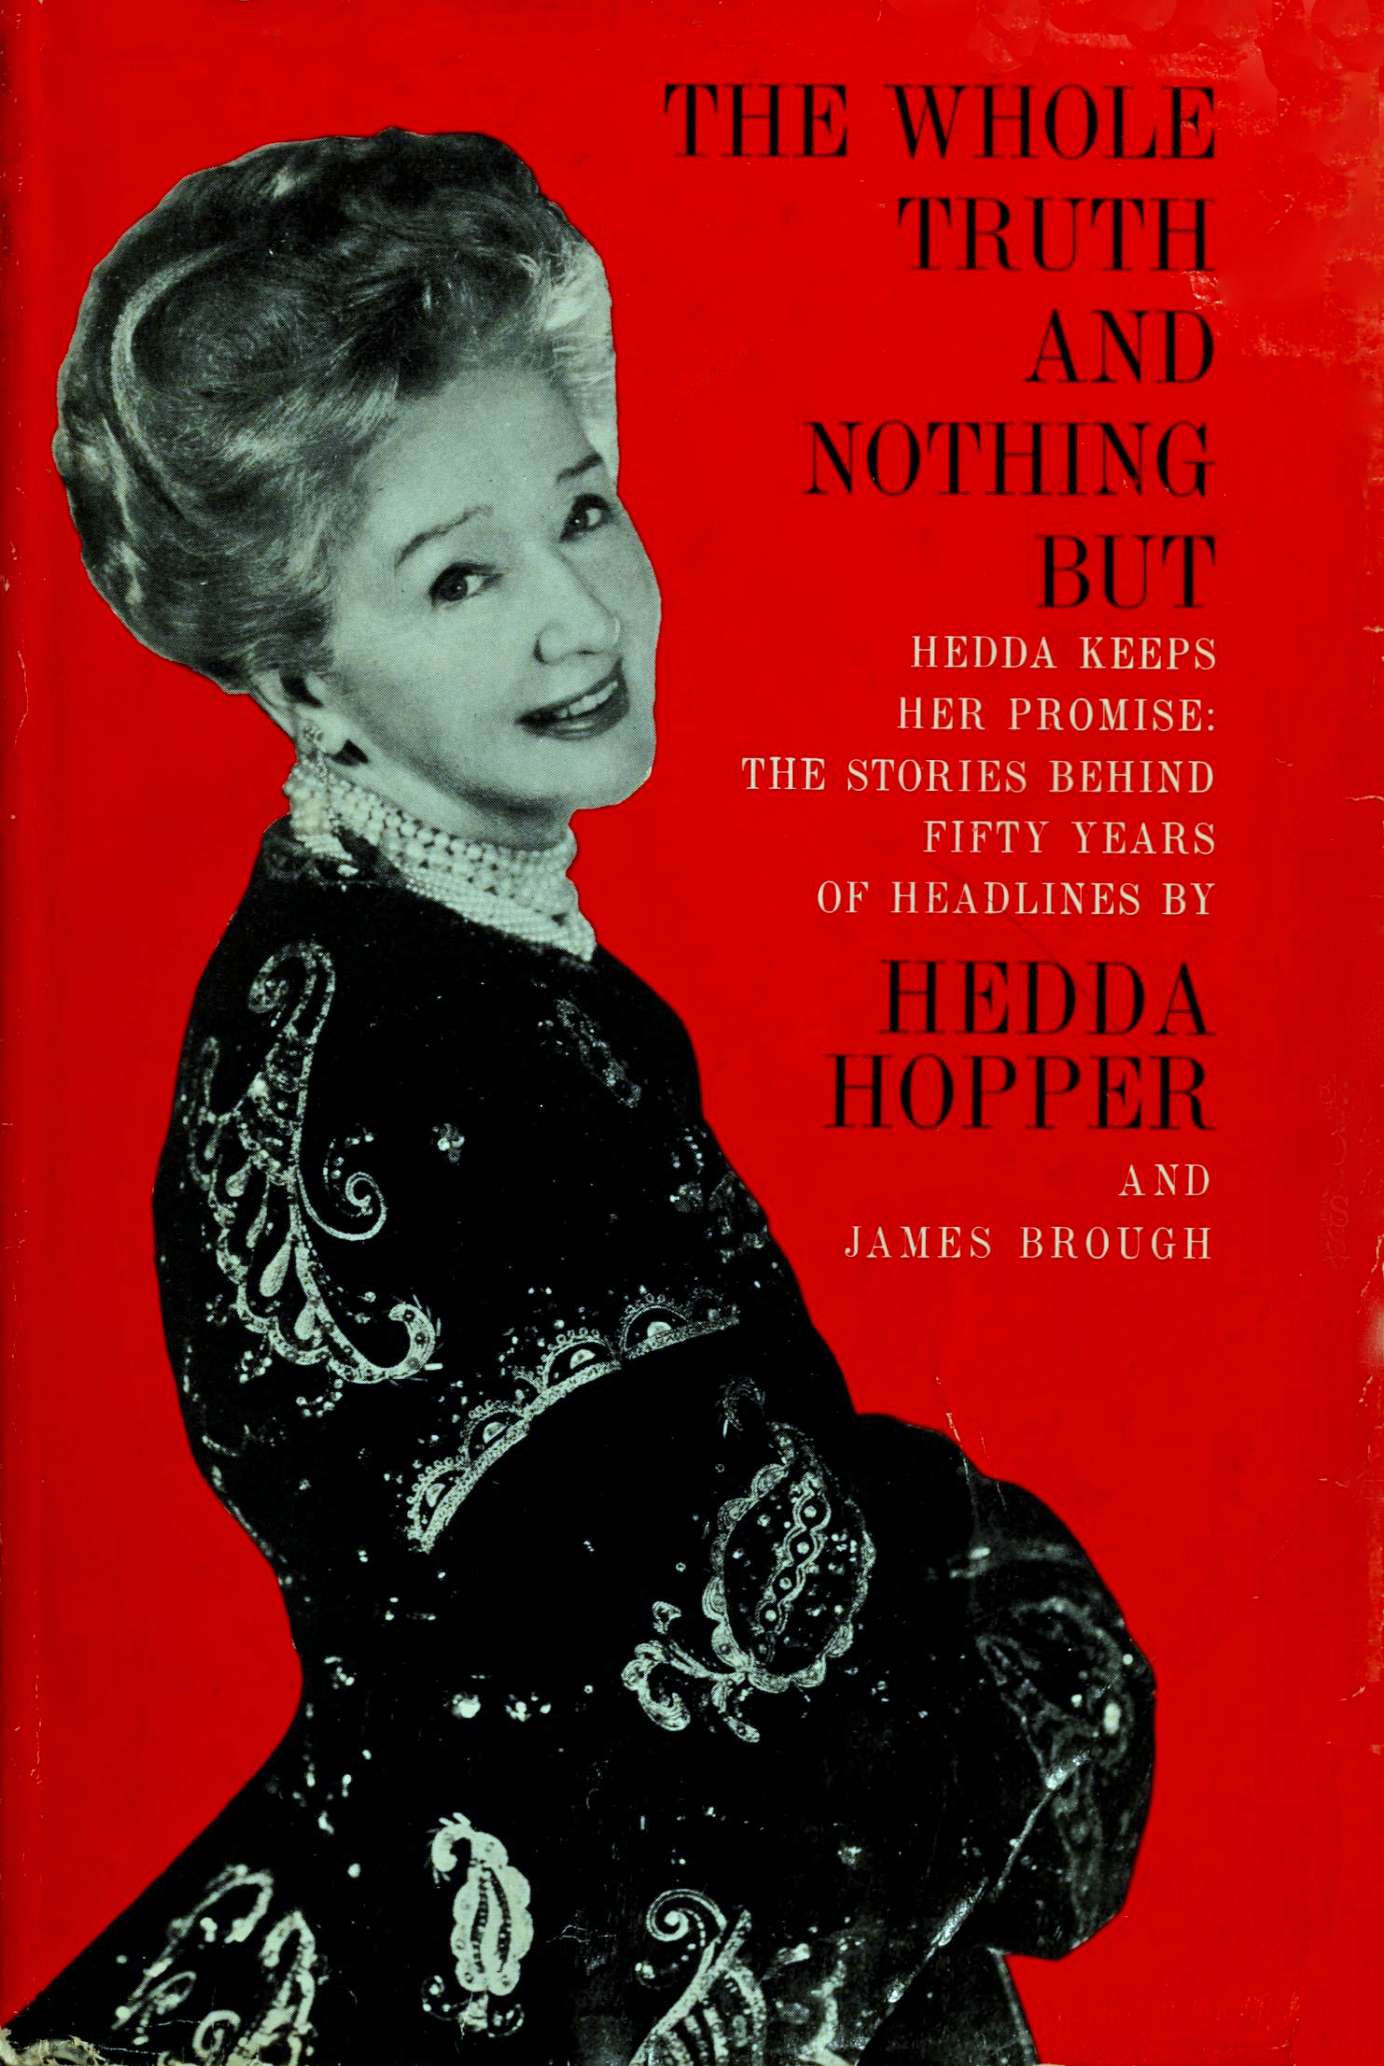 THE WHOLE
TRUTH
AND
NOTHING
BUT
HEDDA KEEPS
HER PROMISE:
THE STORIES BEHIND
FIFTY YEARS
OF HEADLINES BY
HEDDA
HOPPER
AND
JAMES BROUGH